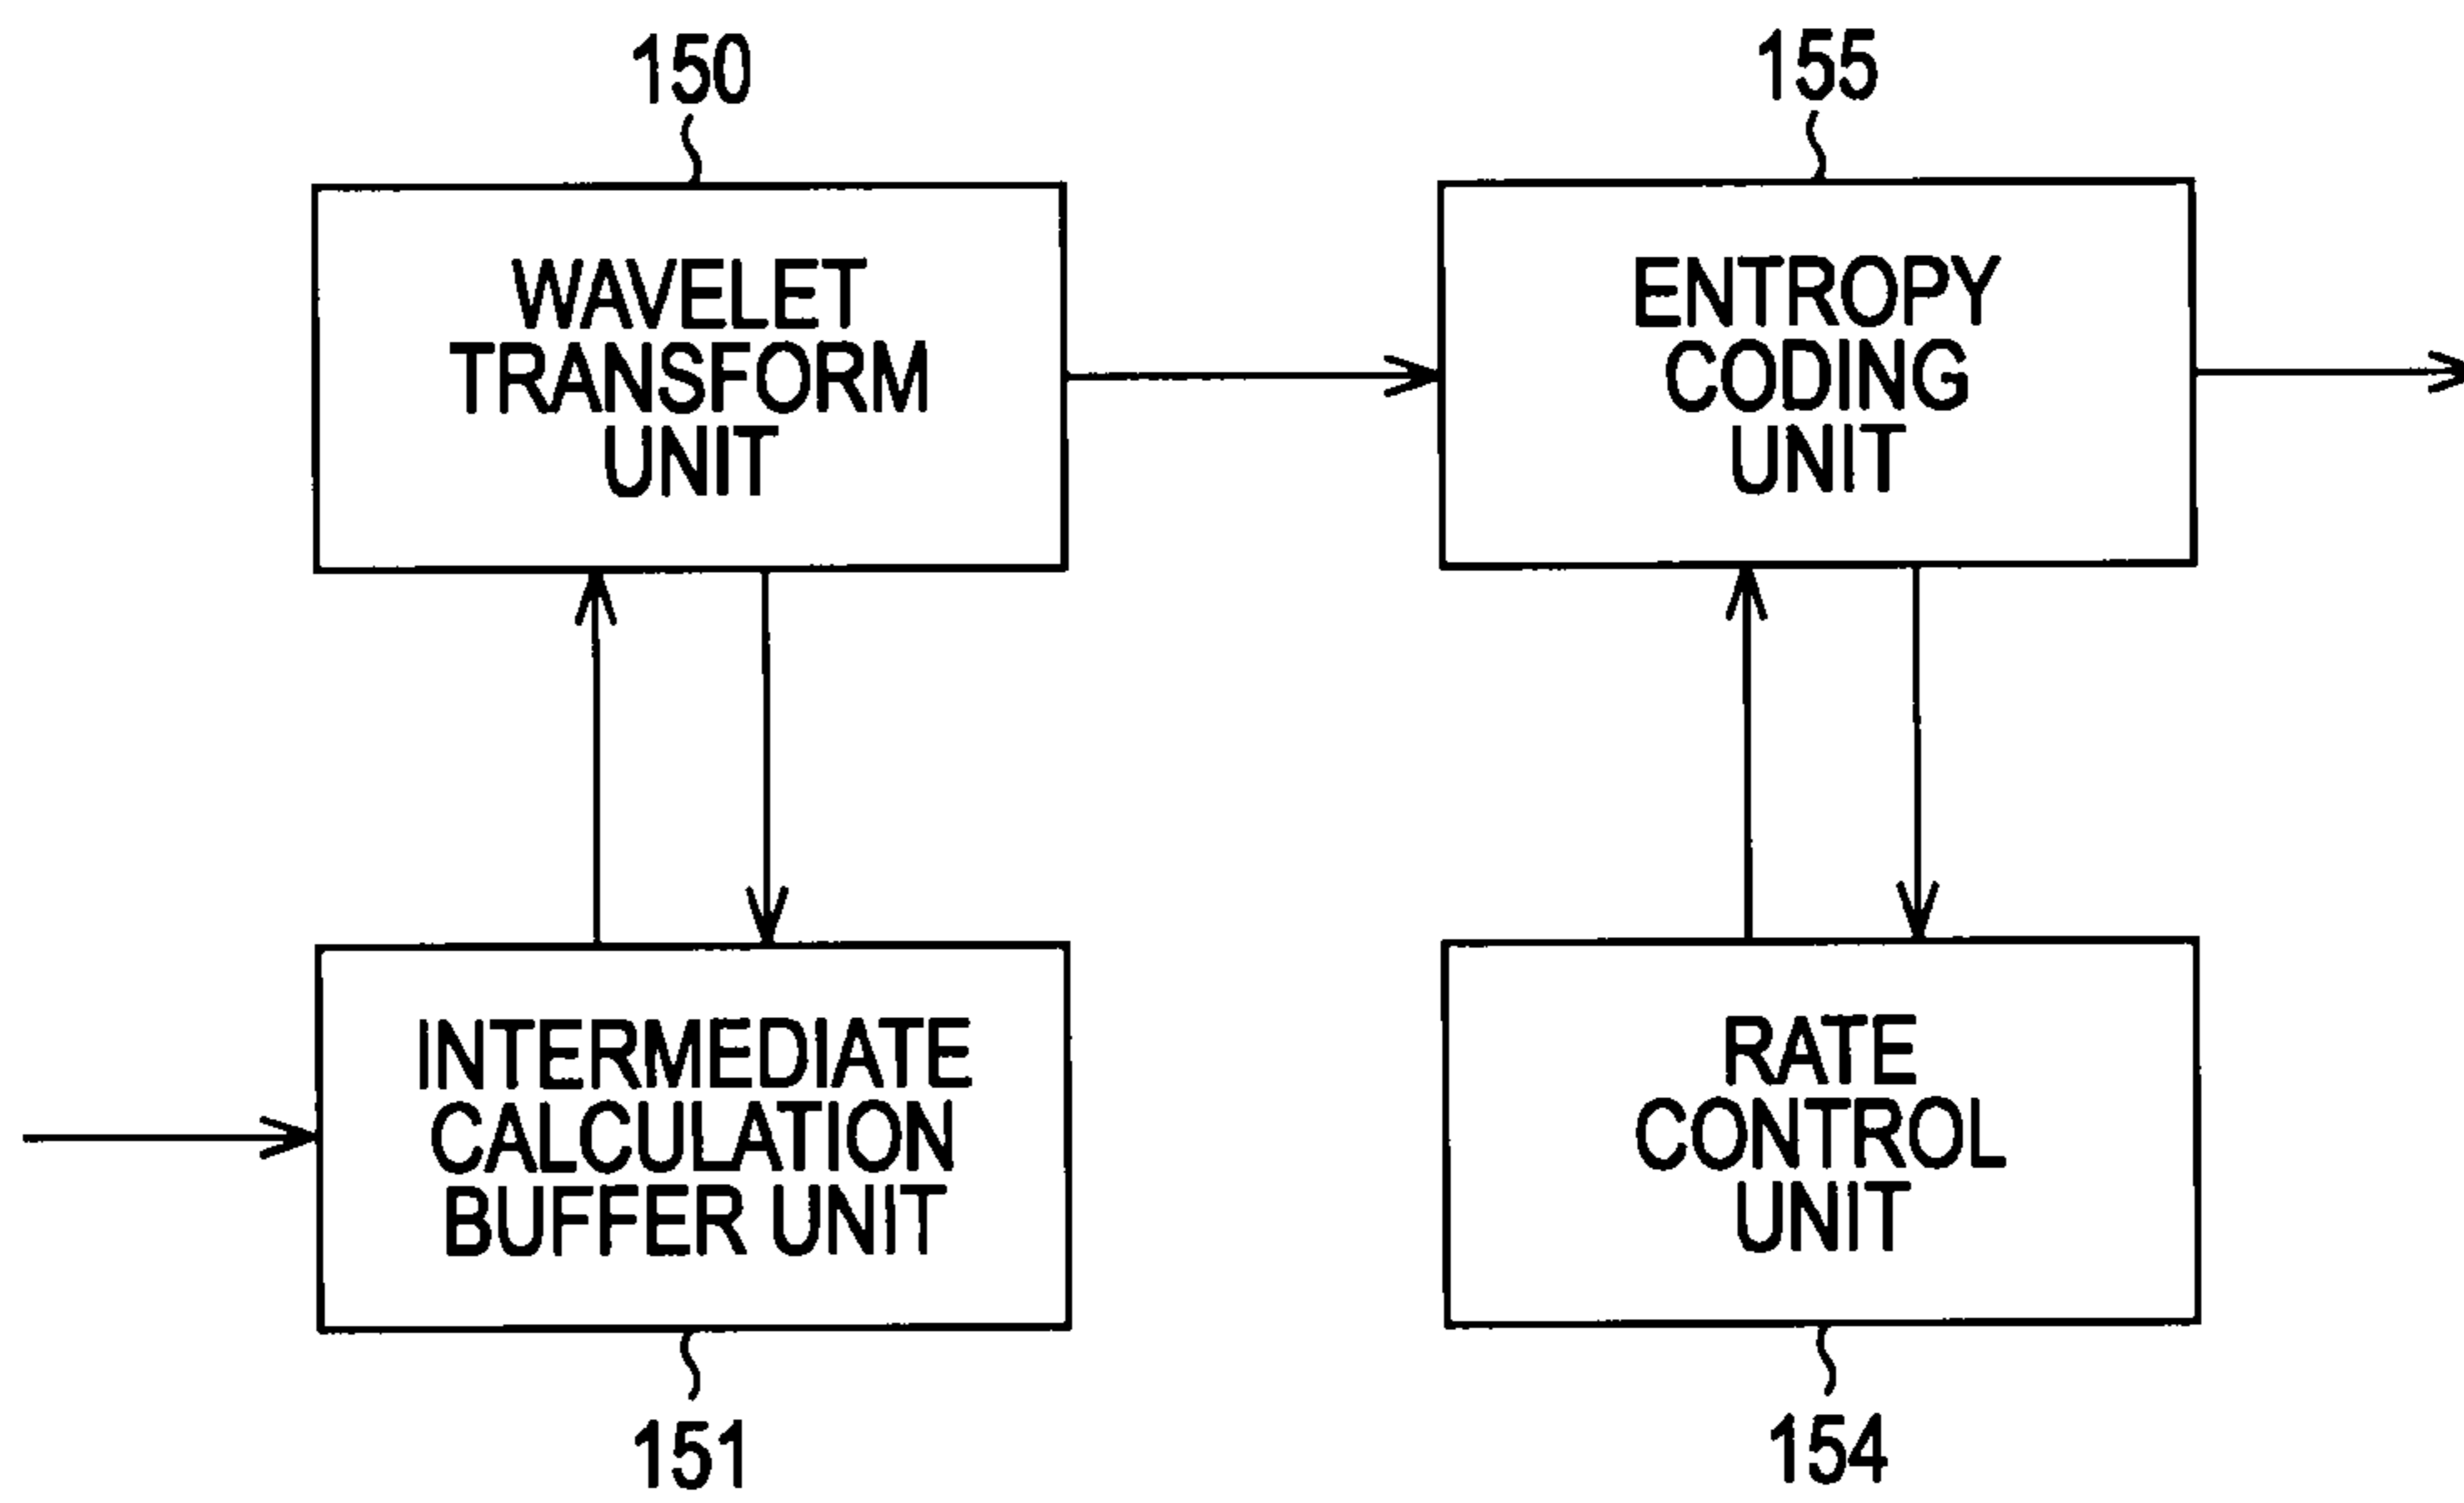 150
WAVELET
TRANSFORM
UNIT
155
ENTROPY
CODING
UNIT
INTERMEDIATE
CALCULATION
BUFFER UNIT
151
RATE
CONTROL
UNIT
154